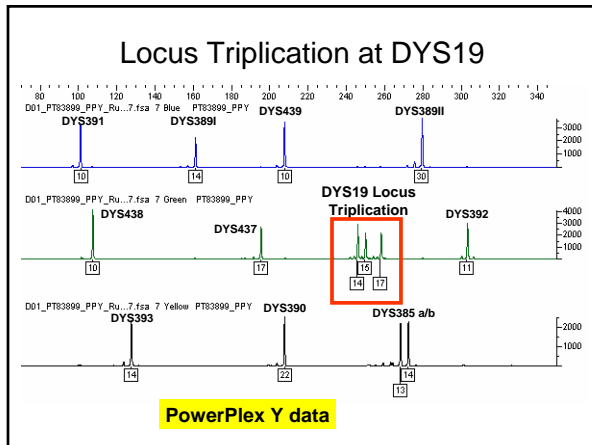 Locus Triplication at DYS19
80 100 120 140 160 180 200 220 240 260 280 300 320 340
D01_PT83899_PPY_Ru...7.fsa 7 Blue PT83899_PPY
DYS391
DYS389I
DYS439
DYS389II
3000
2000
1000
10
14
10
30
D01_PT83899_PPY_Ru...7.fsa 7 Green PT83899_PPY
DYS438
DYS437
DYS19 Locus
Triplication
DYS392
4000
3000
2000
1000
10
17
15
11
14
17
D01_PT83899_PPY_Ru...7.fsa 7 Yellow PT83899_PPY
DYS393
DYS390
DYS385 a/b
2000
1000
14
22
14
13
PowerPlex Y data